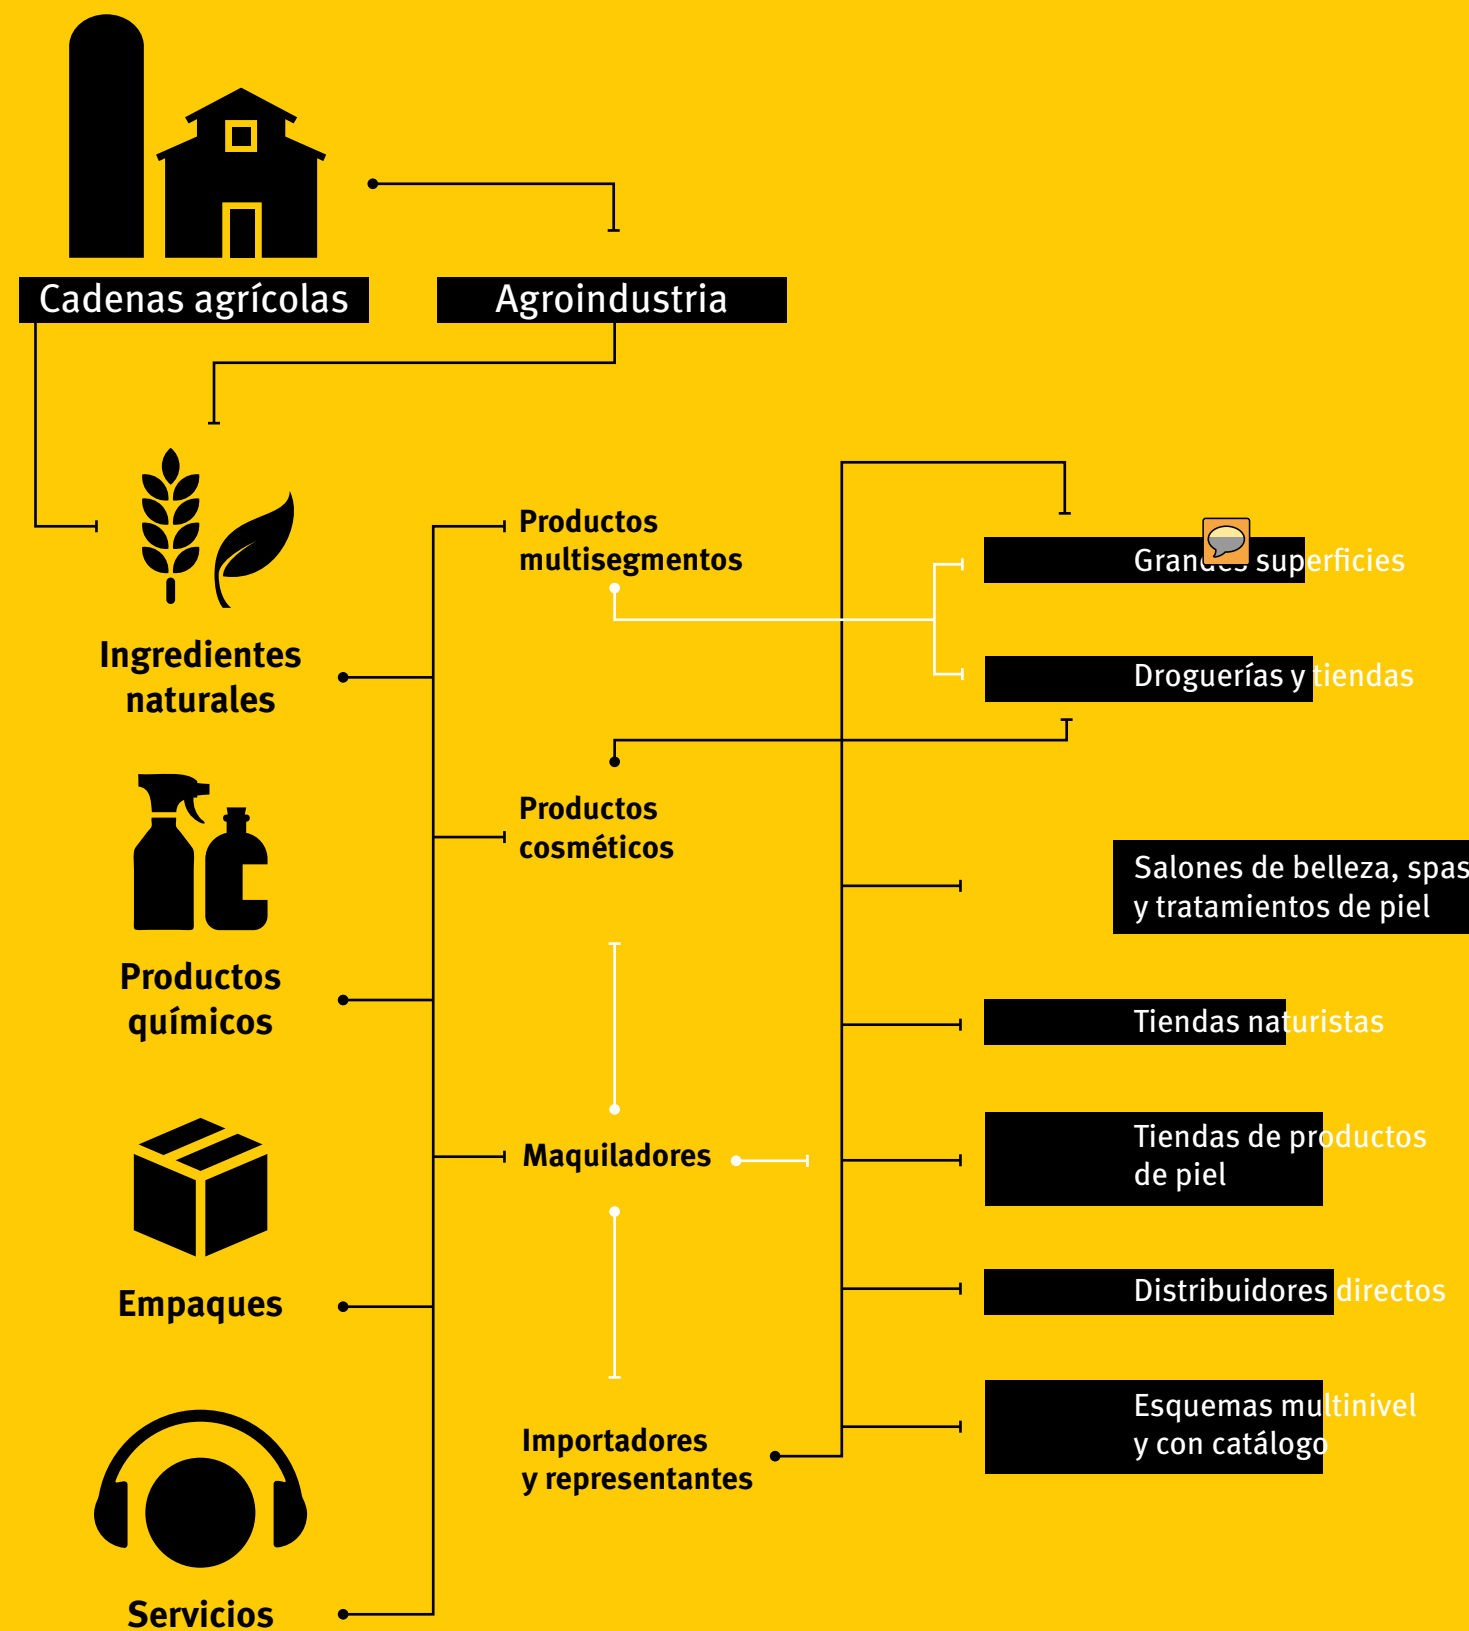 Cadenas agrícolas
Agroindustria
Ingredientes
naturales
Productos
químicos
Empaques
Servicios
Productos
multisegmentos
Productos
cosméticos
Maquiladores
Importadores
y representantes
Grandes superficies
Droguerías y tiendas
Salones de belleza, spas
y tratamientos de piel
Tiendas naturistas
Tiendas de productos
de piel
Distribuidores directos
Esquemas multinivel
y con catálogo